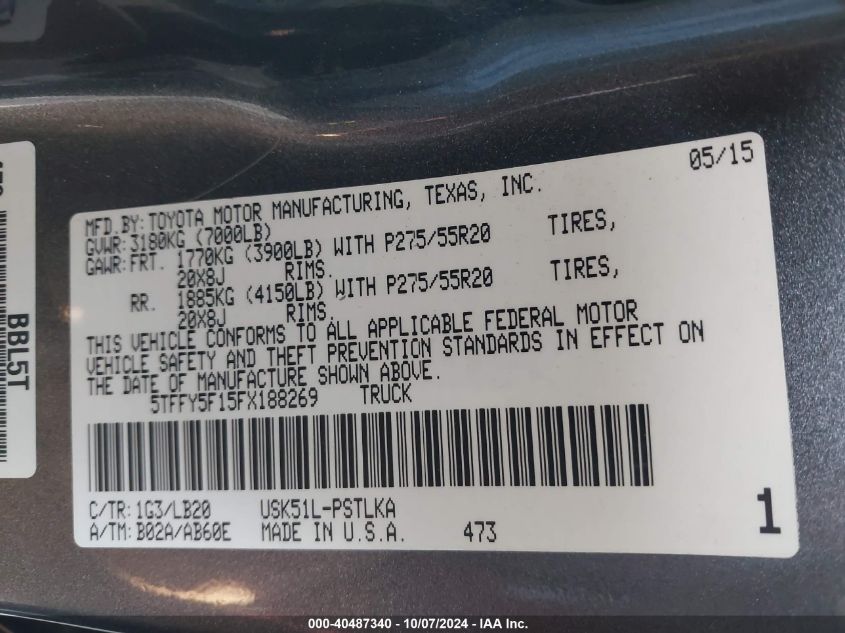 05/15
MFD.BY: TOYOTA MOTOR MANUFACTURING, TEXAS, INC.
GVWR: 3180KG (7000LB)
GAWR: FRT. 1770KG (3900LB) WITH P275/55R20 TIRES,
20X8J RIMS.
RR. 1885KG (4150LB) WITH P275/55R20 TIRES,
20X8J RIMS.
THIS VEHICLE CONFORMS TO ALL APPLICABLE FEDERAL MOTOR
VEHICLE SAFETY AND THEFT PREVENTION STANDARDS IN EFFECT ON
THE DATE OF MANUFACTURE SHOWN ABOVE.
5TFFY5F15FX188269 TRUCK
C/TR: 1G3/LB20 USK51L-PSTLKA
A/TM: B02A/AB60E MADE IN U.S.A. 473
1
BBL5T
000-40487340 - 10/07/2024 - IAA Inc.